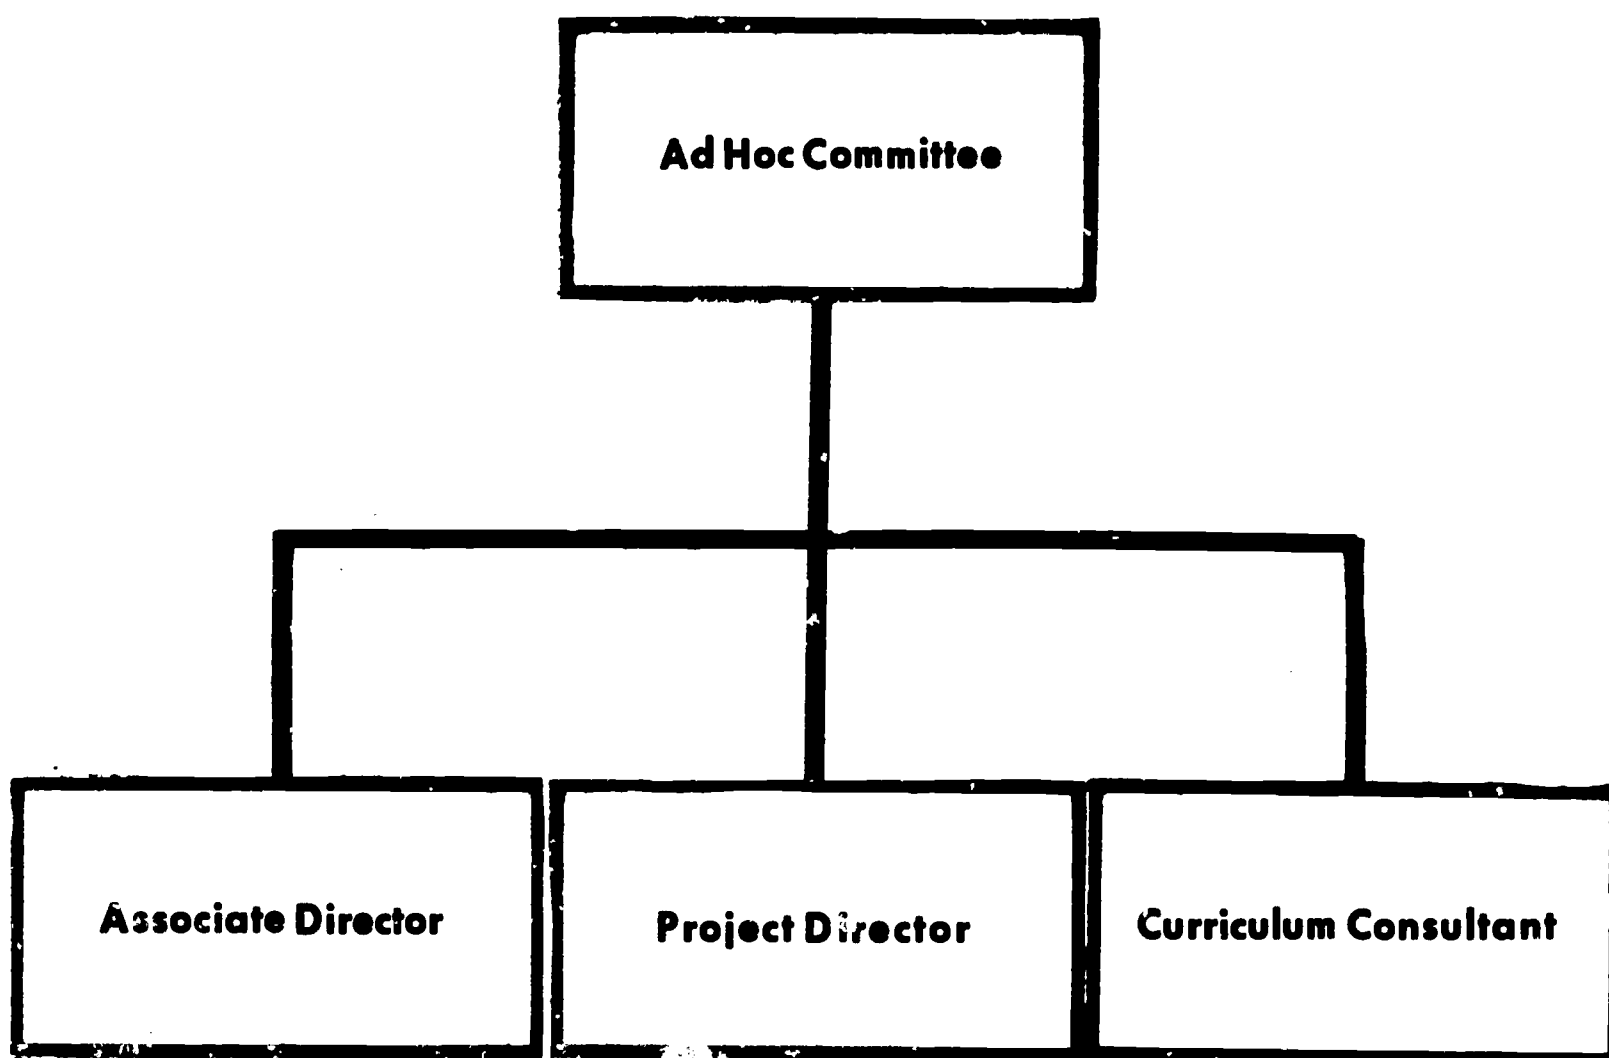 Ad Hoc Committee
Associate Director
Project Director
Curriculum Consultant